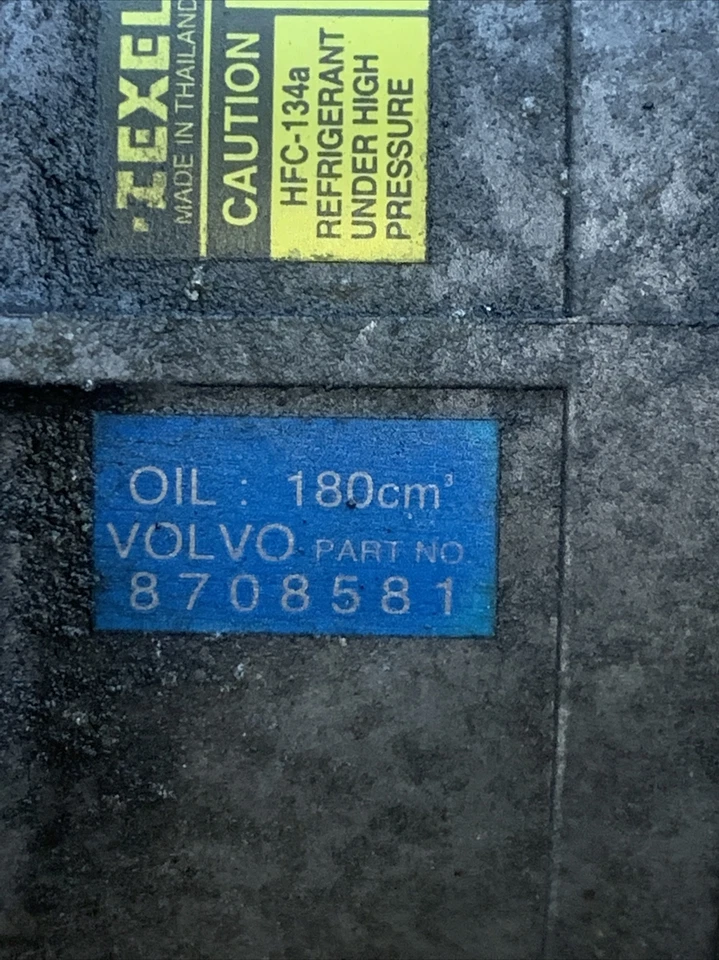 ZEXEL
MADE IN THAILAND
CAUTION
HFC-134a
REFRIGERANT
UNDER HIGH
PRESSURE
OIL : 180cm³
VOLVO PART NO
8708581